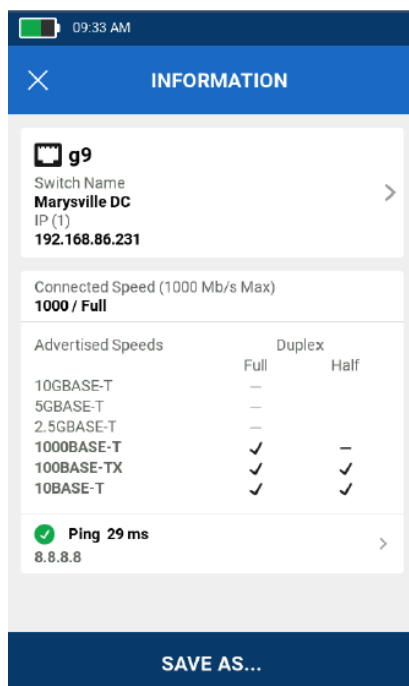 09:33 AM
INFORMATION
g9
Switch Name
Marysville DC
IP (1)
192.168.86.231
Connected Speed (1000 Mb/s Max)
1000 / Full
Advertised Speeds Duplex
Full Half
10GBASE-T —
5GBASE-T —
2.5GBASE-T —
1000BASE-T ✓ —
100BASE-TX ✓ ✓
10BASE-T ✓ ✓
Ping 29 ms
8.8.8.8
SAVE AS...